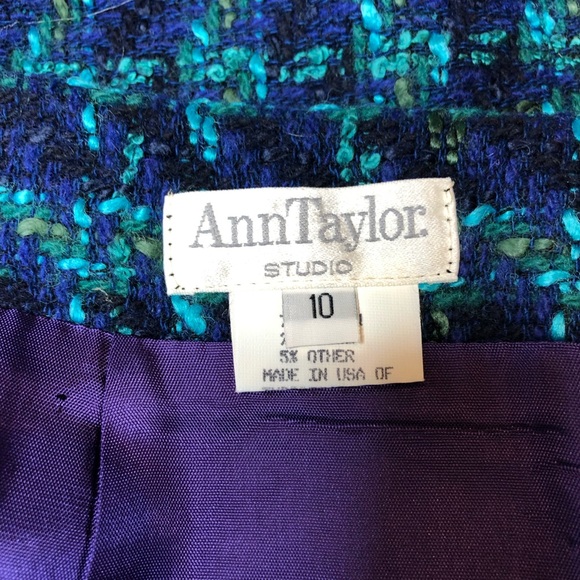 AnnTaylor.
STUDIO
10
5% OTHER
MADE IN USA OF